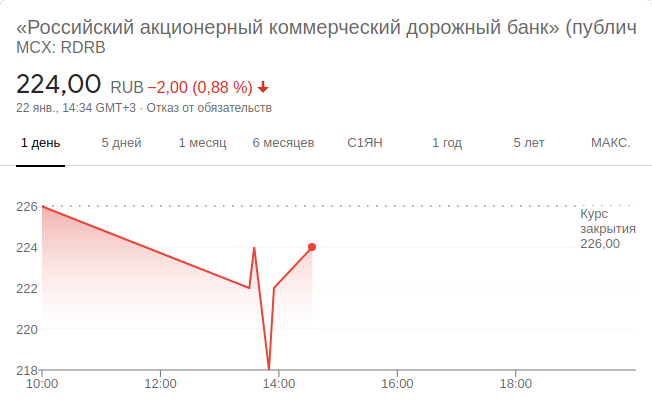 «Российский акционерный коммерческий дорожный банк» (публич
MCX: RDRB
224,00 RUB −2,00 (0,88 %)
22 янв., 14:34 GMT+3 · Отказ от обязательств
1 день 5 дней 1 месяц 6 месяцев С1ЯН 1 год 5 лет МАКС.
226
Курс
закрытия
226,00
224
222
220
218
10:00 12:00 14:00 16:00 18:00